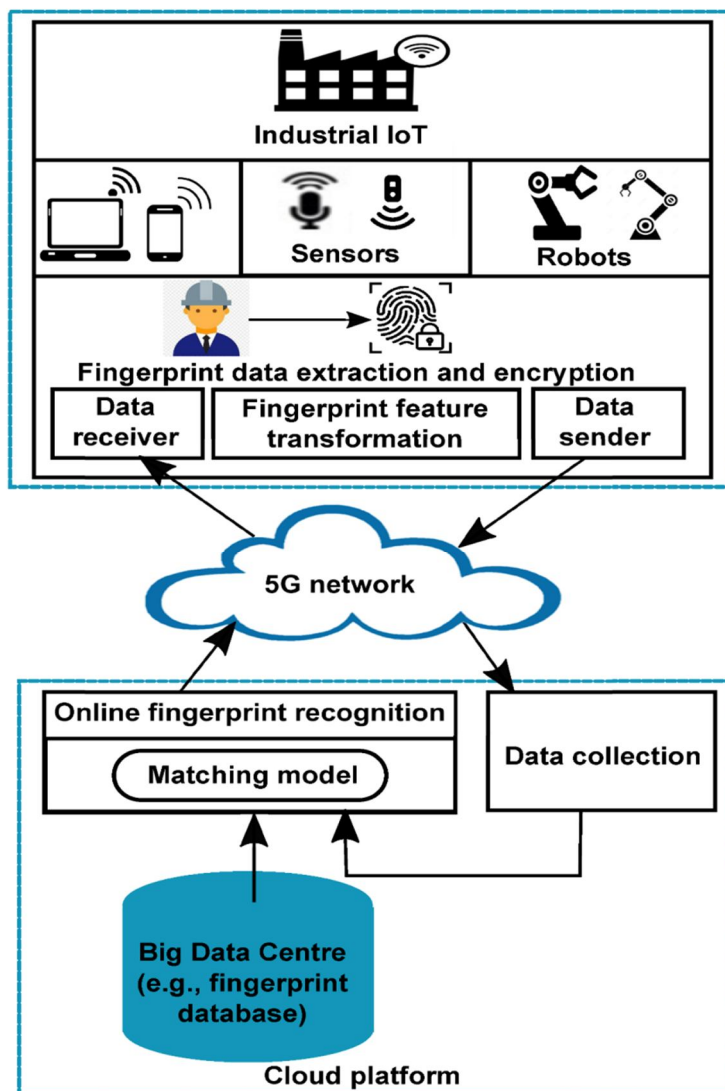 Industrial IoT
Sensors
Robots
Fingerprint data extraction and encryption
Data
receiver
Fingerprint feature
transformation
Data
sender
5G network
Online fingerprint recognition
Matching model
Data collection
Big Data Centre
(e.g., fingerprint
database)
Cloud platform